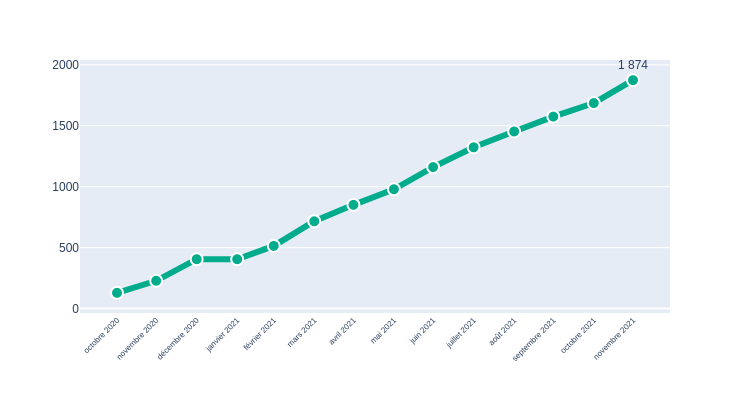 2000
1 874
1500
1000
500
0
octobre 2020
novembre 2020
décembre 2020
janvier 2021
février 2021
mars 2021
avril 2021
mai 2021
juin 2021
juillet 2021
août 2021
septembre 2021
octobre 2021
novembre 2021